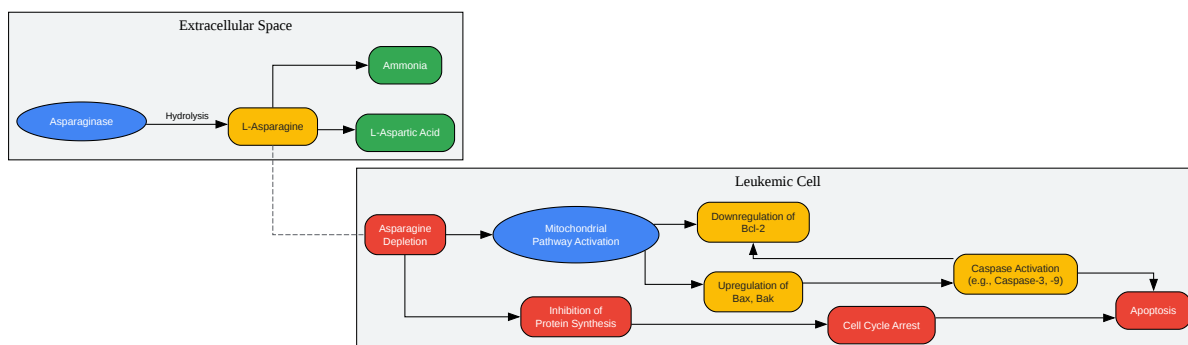 Extracellular Space
Ammonia
Asparaginase
Hydrolysis
L-Asparagine
L-Aspartic Acid
Leukemic Cell
Asparagine
Depletion
Mitochondrial
Pathway Activation
Downregulation of
Bcl-2
Upregulation of
Bax, Bak
Caspase Activation
(e.g., Caspase-3, -9)
Inhibition of
Protein Synthesis
Cell Cycle Arrest
Apoptosis